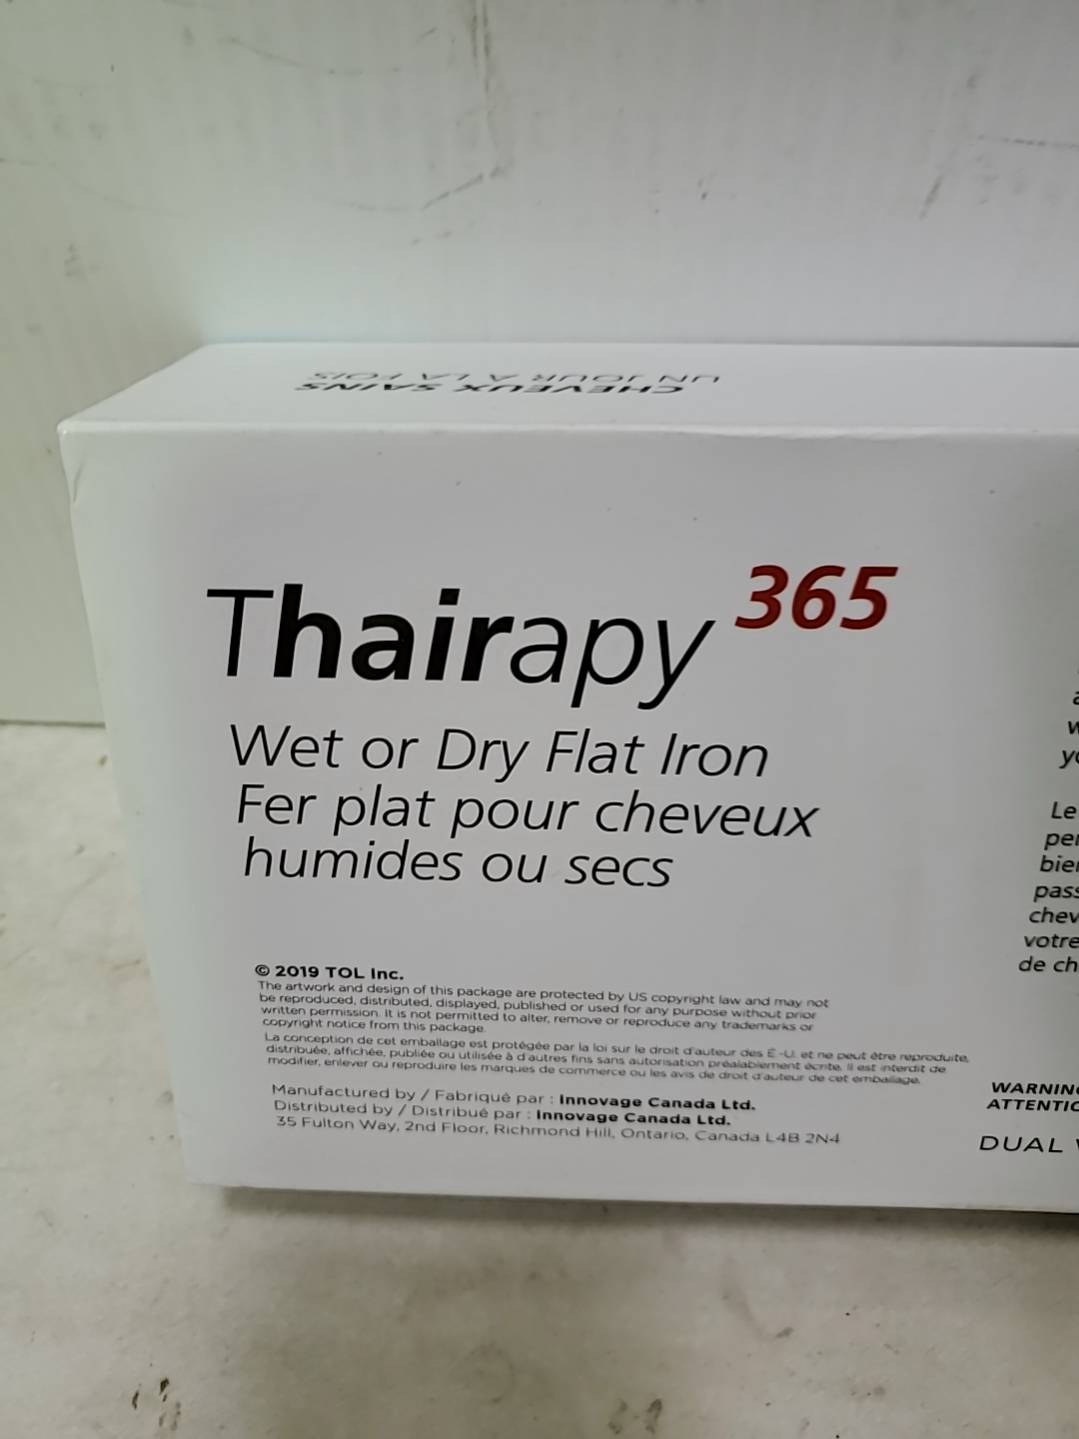 UN JOUR À LA FOIS
CHEVEUX SAINS
Thairapy 365
Wet or Dry Flat Iron
Fer plat pour cheveux
humides ou secs
© 2019 TOL Inc.
The artwork and design of this package are protected by US copyright law and may not
be reproduced, distributed, displayed, published or used for any purpose without prior
written permission. It is not permitted to alter, remove or reproduce any trademarks or
copyright notice from this package.
La conception de cet emballage est protégée par la loi sur le droit d'auteur des É.-U. et ne peut être reproduite,
distribuée, affichée, publiée ou utilisée à d'autres fins sans autorisation préalablement écrite. Il est interdit de
modifier, enlever ou reproduire les marques de commerce ou les avis de droit d'auteur de cet emballage.
Manufactured by / Fabriqué par : Innovage Canada Ltd.
Distributed by / Distribué par : Innovage Canada Ltd.
35 Fulton Way, 2nd Floor, Richmond Hill, Ontario, Canada L4B 2N4
Le
votre
de ch
WARNING
ATTENTIO
DUAL